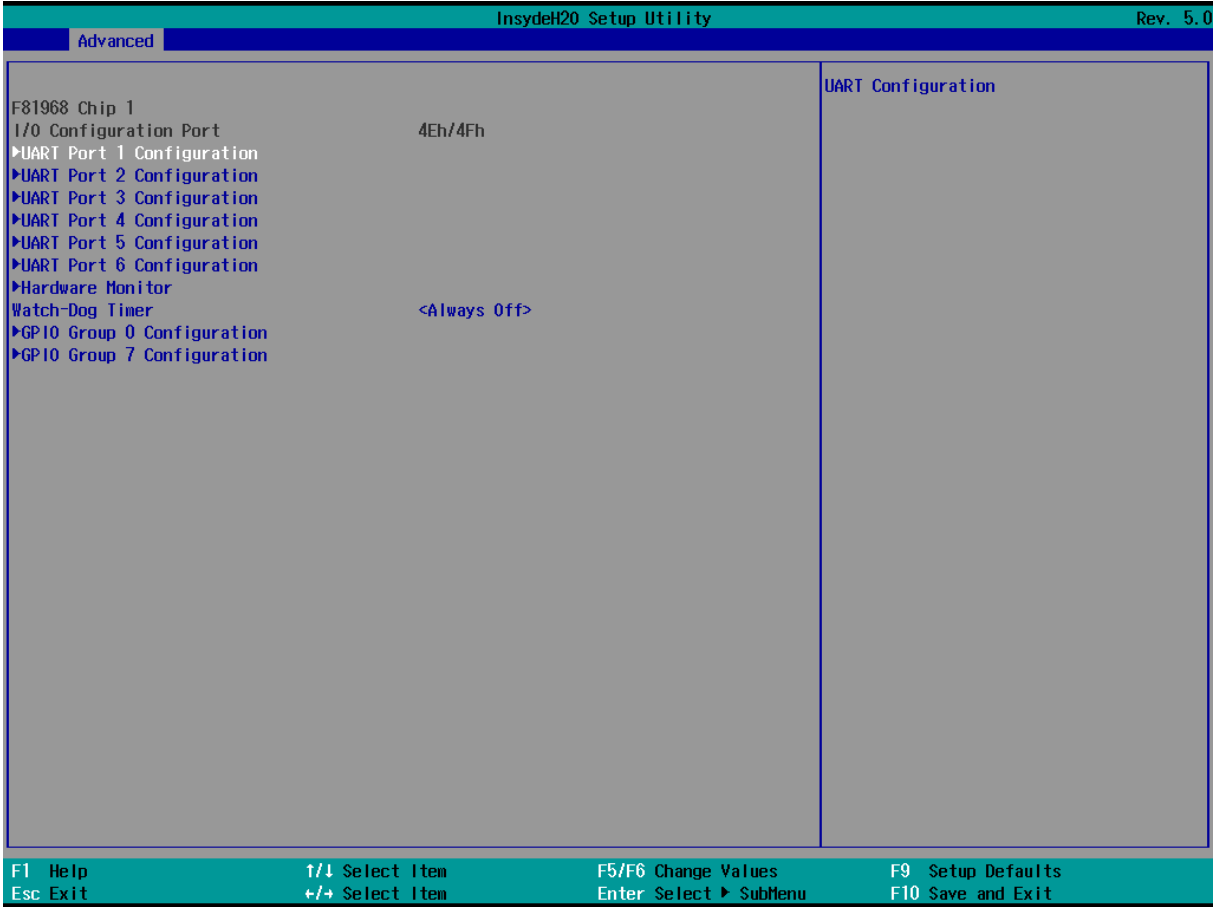 InsydeH20 Setup Utility Rev. 5.0
Advanced
UART Configuration
F81968 Chip 1
I/O Configuration Port 4Eh/4Fh
▶UART Port 1 Configuration
▶UART Port 2 Configuration
▶UART Port 3 Configuration
▶UART Port 4 Configuration
▶UART Port 5 Configuration
▶UART Port 6 Configuration
▶Hardware Monitor
Watch-Dog Timer <Always Off>
▶GPIO Group 0 Configuration
▶GPIO Group 7 Configuration
F1 Help ↑/↓ Select Item F5/F6 Change Values F9 Setup Defaults
Esc Exit ←/→ Select Item Enter Select ▶ SubMenu F10 Save and Exit